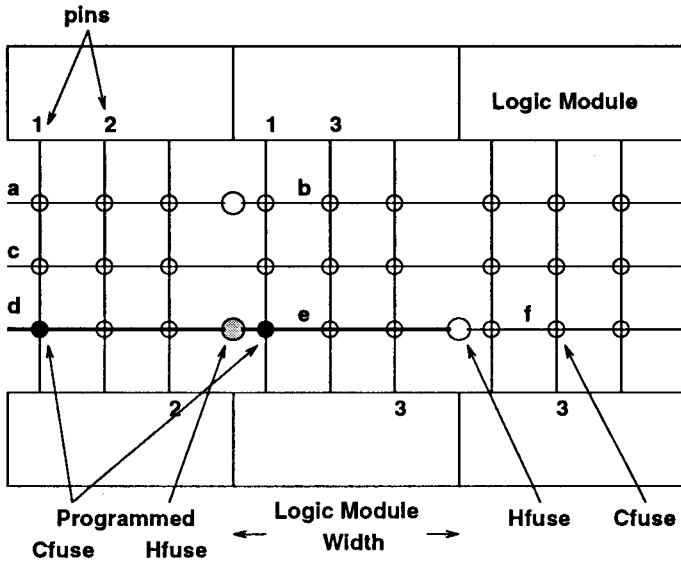 pins
Logic Module
1 2 1 3
a b
c
d e f
2 3 3
Programmed Logic Module Hfuse Cfuse
Cfuse Hfuse Width